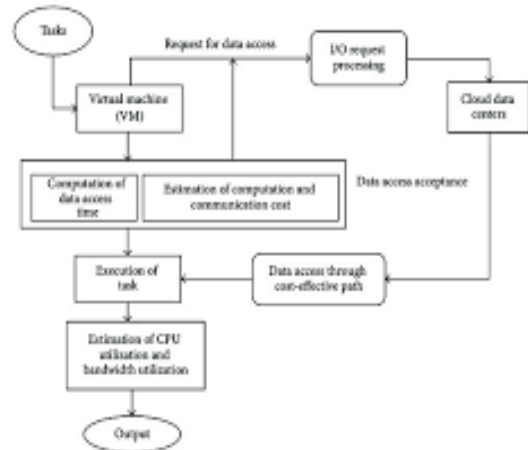 Tasks
Request for data access
I/O request
processing
Virtual machine
(VM)
Cloud data
centers
Computation of
data access
time
Estimation of computation and
communication cost
Data access acceptance
Execution of
task
Data access through
cost-effective path
Estimation of CPU
utilization and
bandwidth utilization
Output